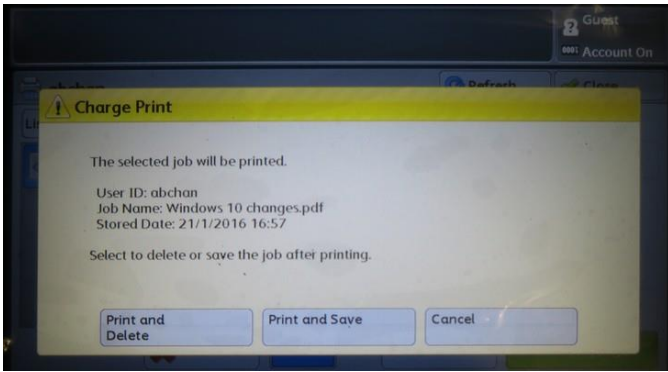 Guest
Account On
abchan
Refresh
Close
Charge Print
The selected job will be printed.
User ID: abchan
Job Name: Windows 10 changes.pdf
Stored Date: 21/1/2016 16:57
Select to delete or save the job after printing.
Print and
Delete
Print and Save
Cancel